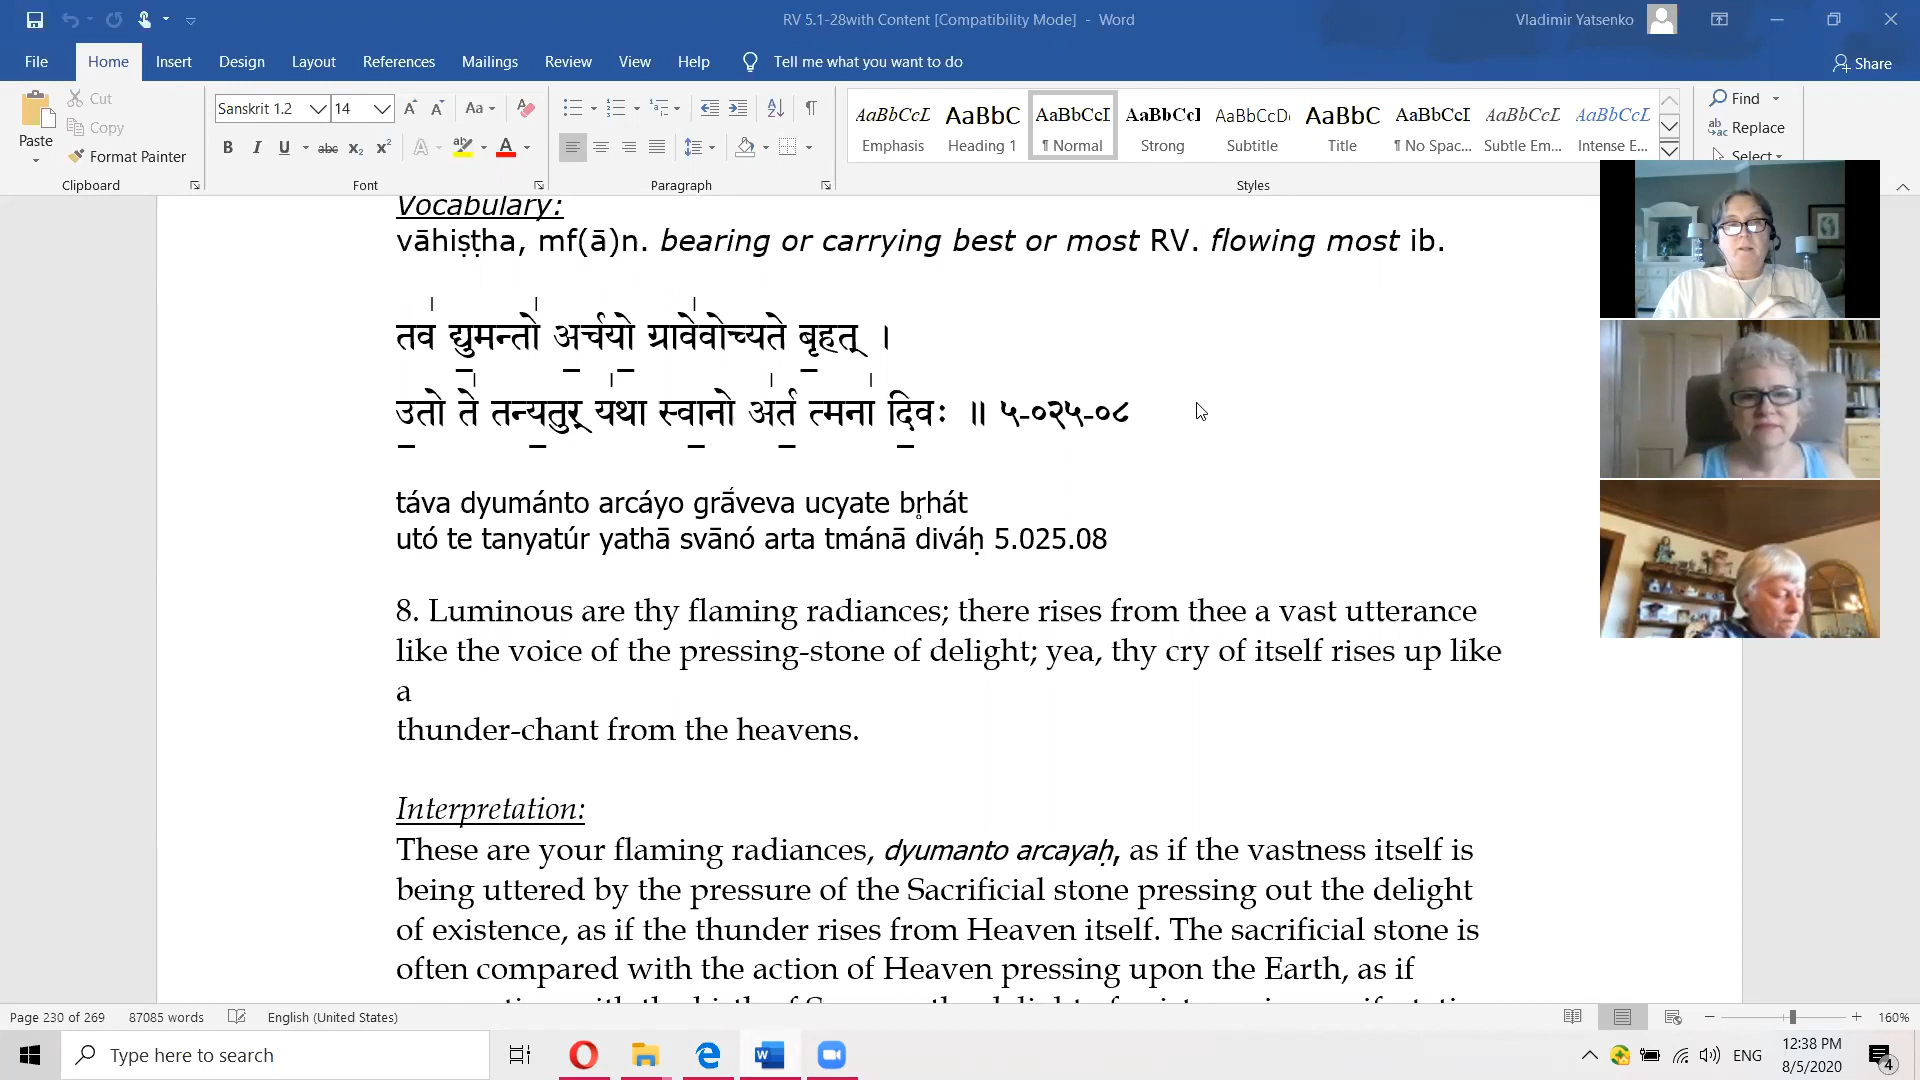 RV 5.1-28with Content [Compatibility Mode] - Word
Vladimir Yatsenko
File Home Insert Design Layout References Mailings Review View Help Tell me what you want to do
Share
Paste
Cut
Copy
Format Painter
Clipboard
Sanskrit 1.2 14
Font
Paragraph
AaBbCcI Emphasis
AaBbC Heading 1
AaBbCcI ¶ Normal
AaBbCcI Strong
AaBbCcDi Subtitle
AaBbC Title
AaBbCcI ¶ No Spac...
AaBbCcI Subtle Em...
AaBbCcI Intense E...
Styles
Find
Replace
Select
Vocabulary:
vāhiṣṭha, mf(ā)n. bearing or carrying best or most RV. flowing most ib.
तव॑ द्यु॒मन्तो॑ अ॒र्चयो॒ ग्रावे॑वोच्यते बृ॒हत् ।
उ॒तो ते॑ तन्य॒तुर् य॑था स्वा॒नो अ॑र्त॒ त्मना॑ दि॒वः ॥ ५-०२५-०८
táva dyumánto arcáyo grā́veva ucyate br̥hát
utó te tanyatúr yathā svānó arta tmánā diváḥ 5.025.08
8. Luminous are thy flaming radiances; there rises from thee a vast utterance
like the voice of the pressing-stone of delight; yea, thy cry of itself rises up like
a
thunder-chant from the heavens.
Interpretation:
These are your flaming radiances, dyumanto arcayaḥ, as if the vastness itself is
being uttered by the pressure of the Sacrificial stone pressing out the delight
of existence, as if the thunder rises from Heaven itself. The sacrificial stone is
often compared with the action of Heaven pressing upon the Earth, as if
Page 230 of 269 87085 words English (United States)
160%
Type here to search
ENG
12:38 PM
8/5/2020
4